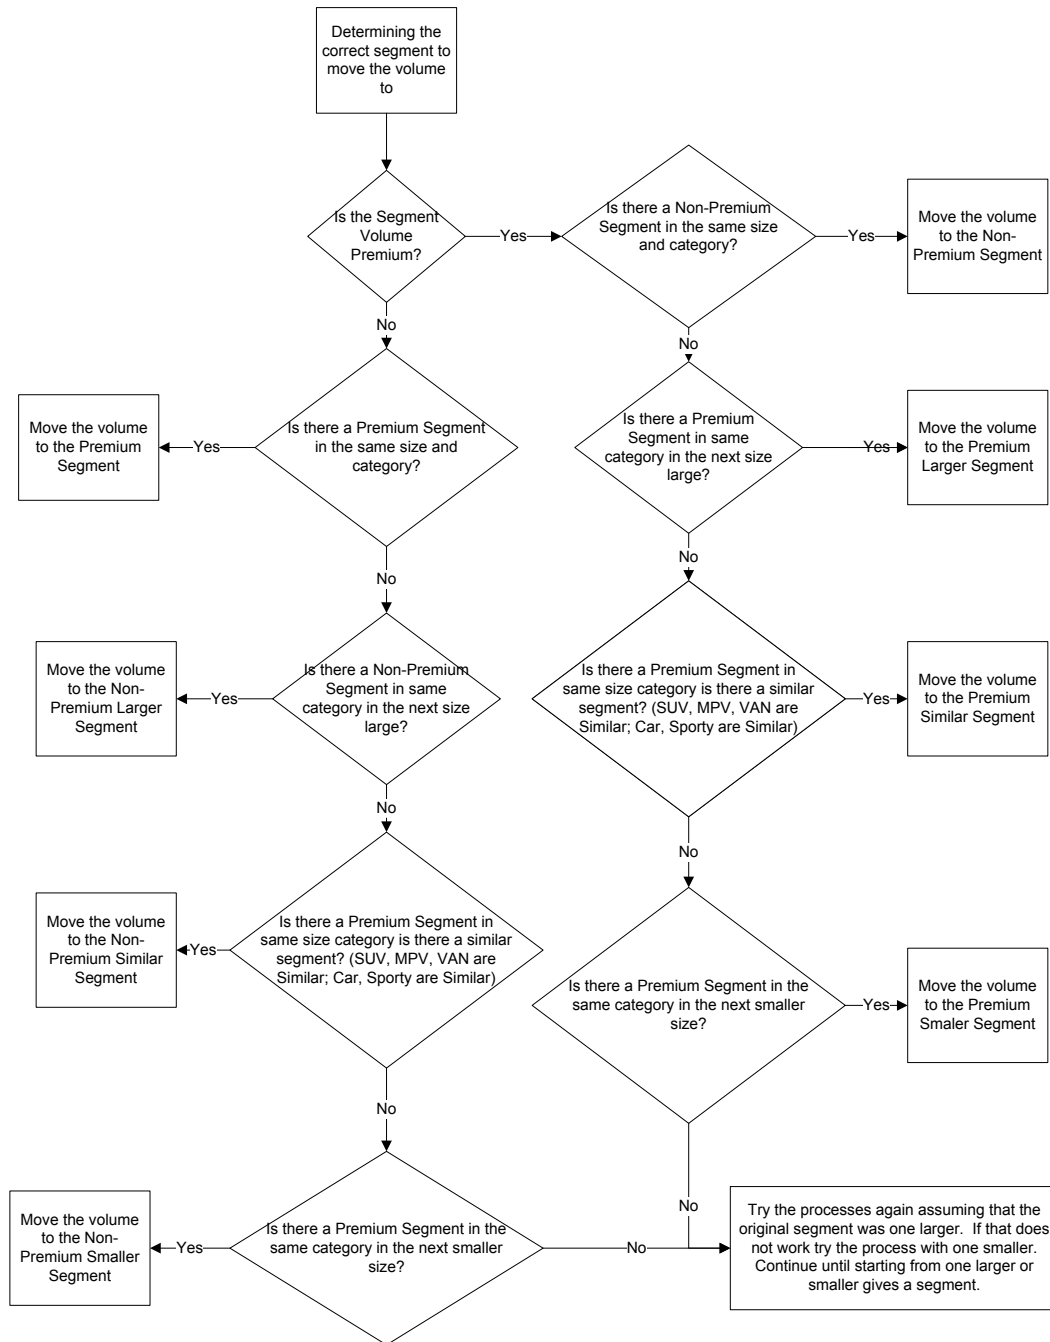 Determining the
correct segment to
move the volume
to
Is the Segment
Volume
Premium?
Yes
Is there a Non-Premium
Segment in the same size
and category?
Yes
Move the volume
to the Non-
Premium Segment
No
No
Move the volume
to the Premium
Segment
Yes
Is there a Premium Segment
in the same size and
category?
Is there a Premium
Segment in same
category in the next size
large?
Yes
Move the volume
to the Premium
Larger Segment
No
No
Move the volume
to the Non-
Premium Larger
Segment
Yes
Is there a Non-Premium
Segment in same
category in the next size
large?
Is there a Premium Segment in
same size category is there a similar
segment? (SUV, MPV, VAN are
Similar; Car, Sporty are Similar)
Yes
Move the volume
to the Premium
Similar Segment
No
No
Move the volume
to the Non-
Premium Similar
Segment
Yes
Is there a Premium Segment in
same size category is there a similar
segment? (SUV, MPV, VAN are
Similar; Car, Sporty are Similar)
Is there a Premium Segment in the
same category in the next smaller
size?
Yes
Move the volume
to the Premium
Smaler Segment
No
No
Move the volume
to the Non-
Premium Smaller
Segment
Yes
Is there a Premium Segment in the
same category in the next smaller
size?
No
Try the processes again assuming that the
original segment was one larger.  If that does
not work try the process with one smaller.
Continue until starting from one larger or
smaller gives a segment.